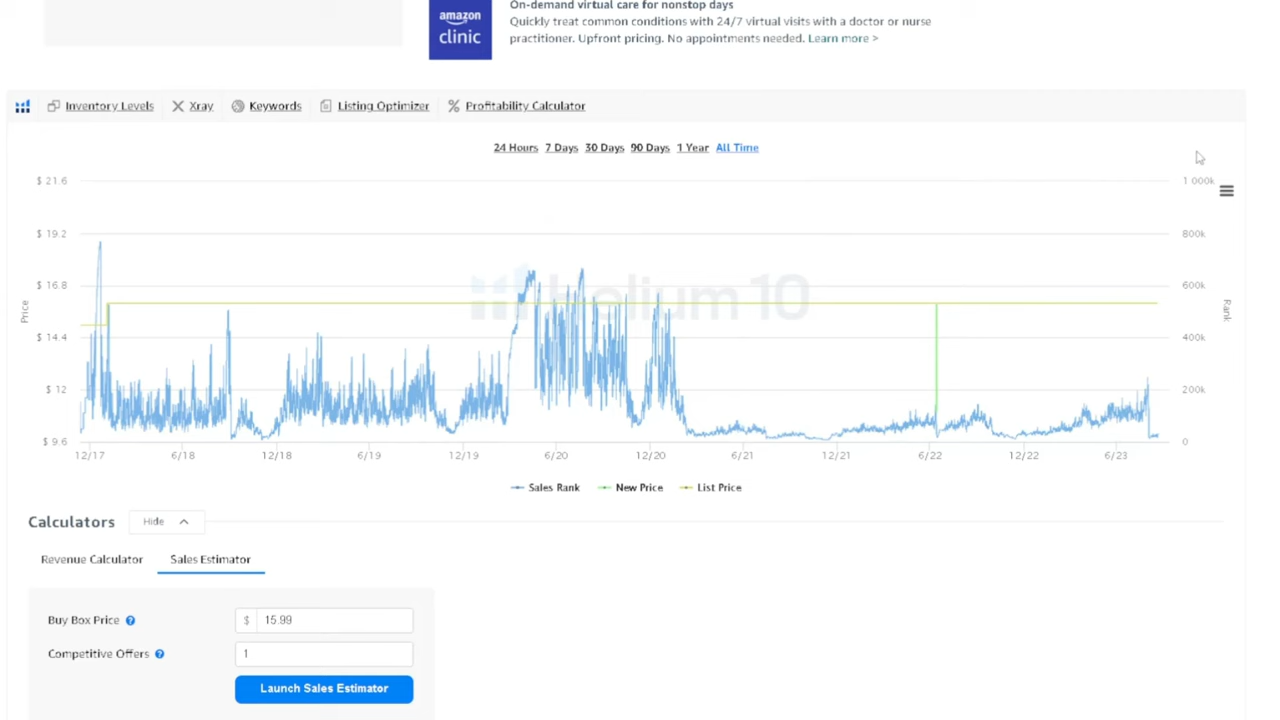 On-demand virtual care for nonstop days
amazon
clinic
Quickly treat common conditions with 24/7 virtual visits with a doctor or nurse
practitioner. Upfront pricing. No appointments needed. Learn more >
Inventory Levels Xray Keywords Listing Optimizer Profitability Calculator
24 Hours 7 Days 30 Days 90 Days 1 Year All Time
$ 21.6 1 000k
$ 19.2 800k
$ 16.8 600k
Helium 10
Price Rank
$ 14.4 400k
$ 12 200k
$ 9.6 0
12/17 6/18 12/18 6/19 12/19 6/20 12/20 6/21 12/21 6/22 12/22 6/23
Sales Rank New Price List Price
Calculators Hide
Revenue Calculator Sales Estimator
Buy Box Price ? $ 15.99
Competitive Offers ? 1
Launch Sales Estimator